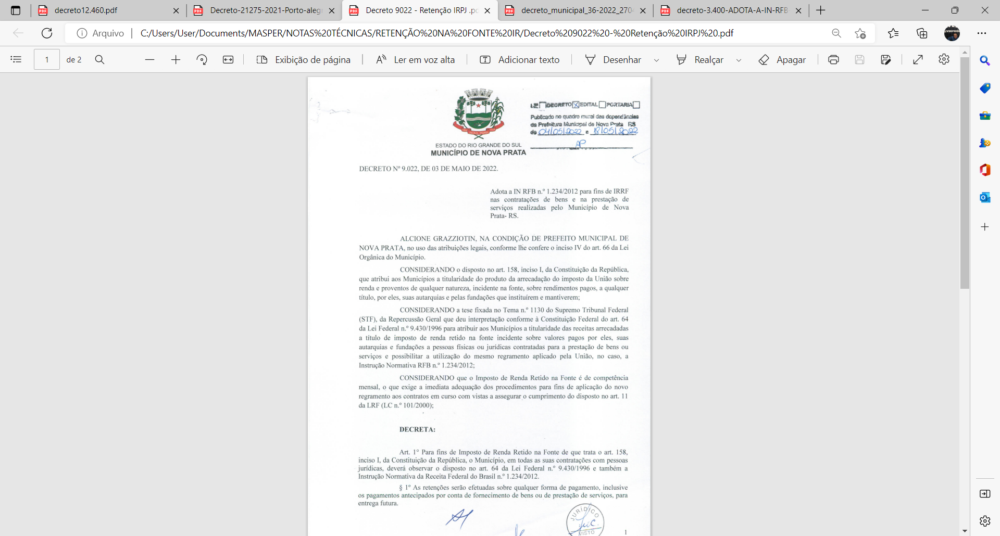 decreto12.460.pdf
Decreto-21275-2021-Porto-aleg
Decreto 9022 - Retenção IRPJ .pd
decreto_municipal_36-2022_270
decreto-3.400-ADOTA-A-IN-RFB
Arquivo
C:/Users/User/Documents/MASPER/NOTAS%20TÉCNICAS/RETENÇÃO%20NA%20FONTE%20IR/Decreto%209022%20-%20Retenção%20IRPJ%20.pdf
LIVERPOOL
1 de 2
Exibição de página
Ler em voz alta
Adicionar texto
Desenhar
Realçar
Apagar
LEI DECRETO EDITAL PORTARIA
Publicado no quadro mural das dependências
da Prefeitura Municipal de Nova Prata RS
de 04/05/2022 a 18/05/2022
NOVA PRATA
ESTADO DO RIO GRANDE DO SUL
MUNICÍPIO DE NOVA PRATA
DECRETO Nº 9.022, DE 03 DE MAIO DE 2022.
Adota a IN RFB n.º 1.234/2012 para fins de IRRF
nas contratações de bens e na prestação de
serviços realizadas pelo Município de Nova
Prata- RS.
ALCIONE GRAZZIOTIN, NA CONDIÇÃO DE PREFEITO MUNICIPAL DE
NOVA PRATA, no uso das atribuições legais, conforme lhe confere o inciso IV do art. 66 da Lei
Orgânica do Município.
CONSIDERANDO o disposto no art. 158, inciso I, da Constituição da República,
que atribui aos Municípios a titularidade do produto da arrecadação do imposto da União sobre
renda e proventos de qualquer natureza, incidente na fonte, sobre rendimentos pagos, a qualquer
título, por eles, suas autarquias e pelas fundações que instituírem e mantiverem;
CONSIDERANDO a tese fixada no Tema n.º 1130 do Supremo Tribunal Federal
(STF), da Repercussão Geral que deu interpretação conforme à Constituição Federal do art. 64
da Lei Federal n.º 9.430/1996 para atribuir aos Municípios a titularidade das receitas arrecadadas
a título de imposto de renda retido na fonte incidente sobre valores pagos por eles, suas
autarquias e fundações a pessoas físicas ou jurídicas contratadas para a prestação de bens ou
serviços e possibilitar a utilização do mesmo regramento aplicado pela União, no caso, a
Instrução Normativa RFB n.º 1.234/2012;
CONSIDERANDO que o Imposto de Renda Retido na Fonte é de competência
mensal, o que exige a imediata adequação dos procedimentos para fins de aplicação do novo
regramento aos contratos em curso com vistas a assegurar o cumprimento do disposto no art. 11
da LRF (LC n.º 101/2000);
DECRETA:
Art. 1° Para fins de Imposto de Renda Retido na Fonte de que trata o art. 158,
inciso I, da Constituição da República, o Município, em todas as suas contratações com pessoas
jurídicas, deverá observar o disposto no art. 64 da Lei Federal n.º 9.430/1996 e também a
Instrução Normativa da Receita Federal do Brasil n.º 1.234/2012.
§ 1º As retenções serão efetuadas sobre qualquer forma de pagamento, inclusive
os pagamentos antecipados por conta de fornecimento de bens ou de prestação de serviços, para
entrega futura.
JURÍDICO
VISTO
1